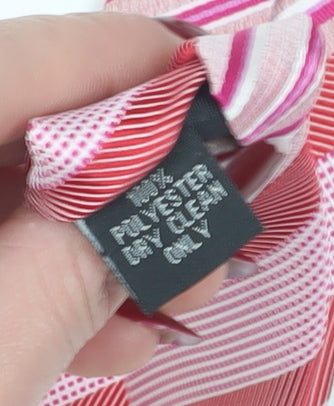 100%
POLYESTER
DRY CLEAN
ONLY